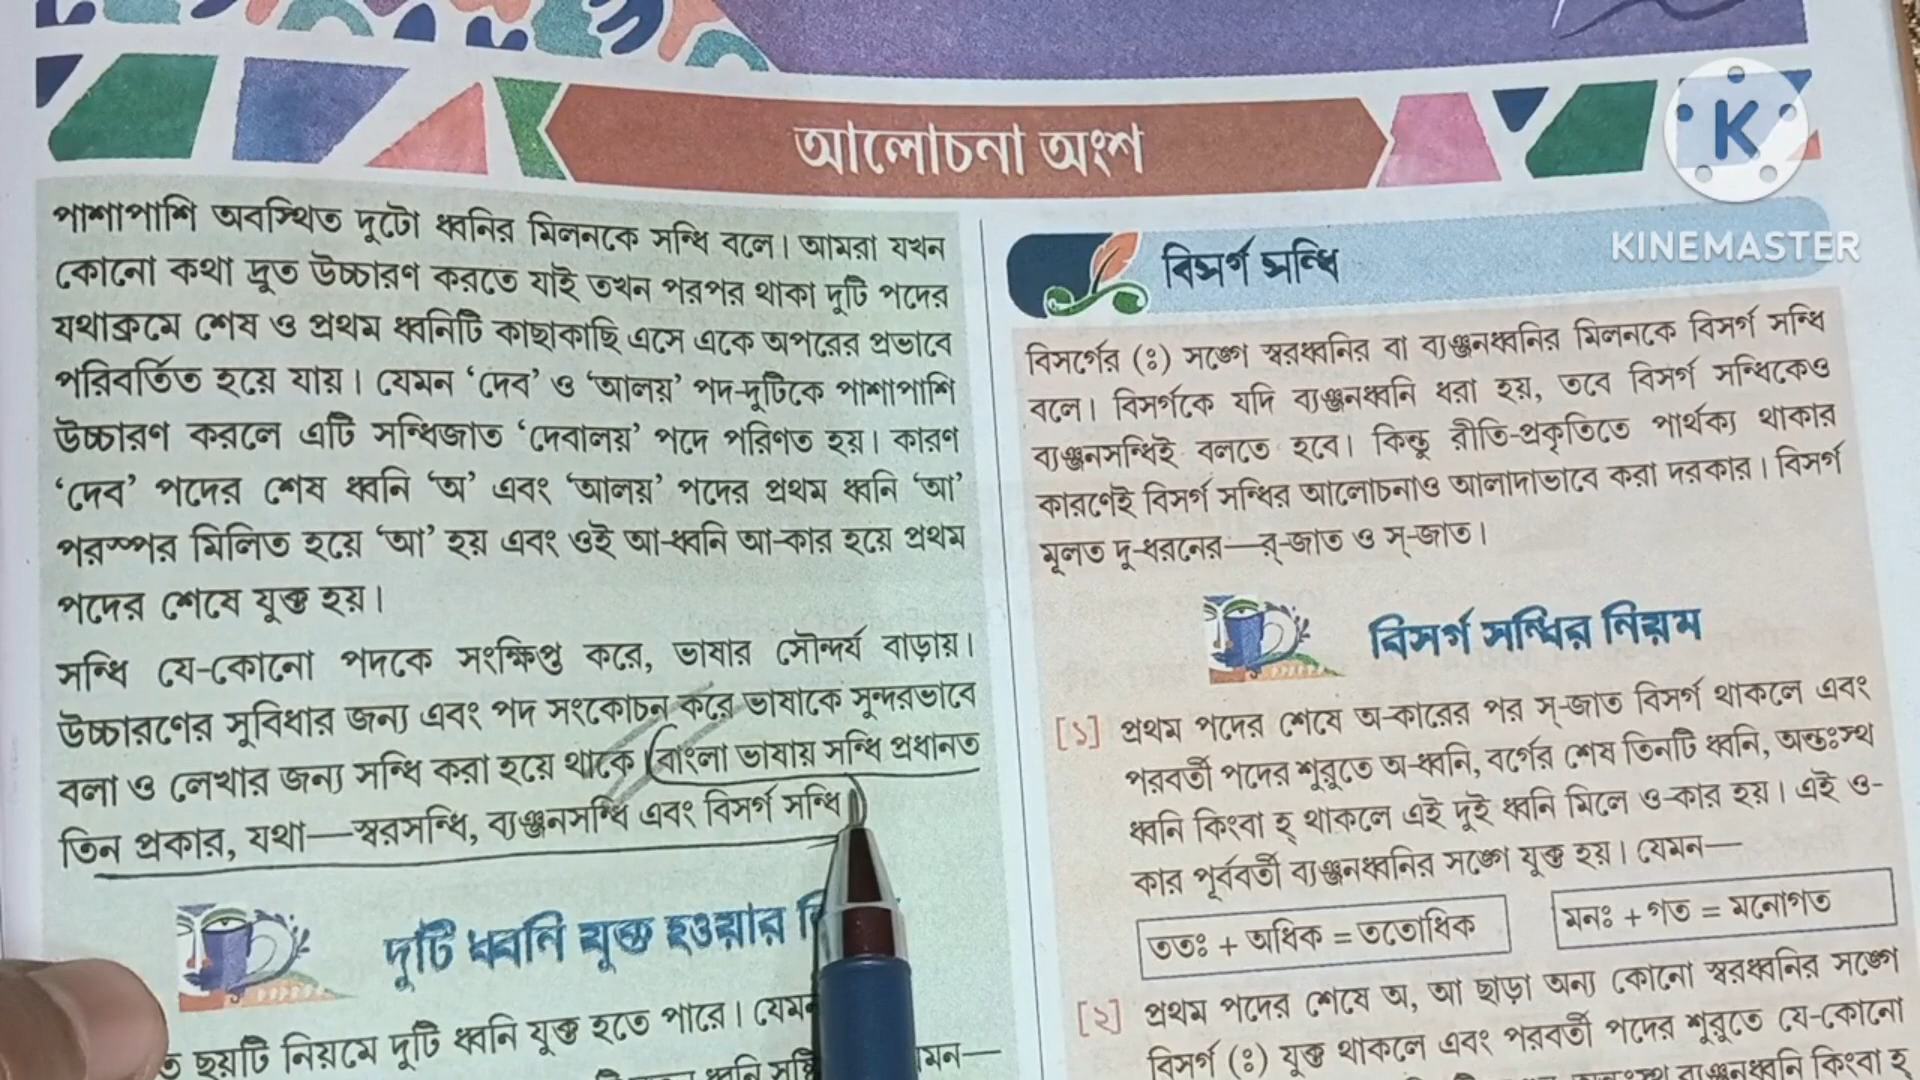 আলোচনা অংশ
পাশাপাশি অবস্থিত দুটো ধ্বনির মিলনকে সন্ধি বলে। আমরা যখন
কোনো কথা দ্রুত উচ্চারণ করতে যাই তখন পরপর থাকা দুটি পদের
যথাক্রমে শেষ ও প্রথম ধ্বনিটি কাছাকাছি এসে একে অপরের প্রভাবে
পরিবর্তিত হয়ে যায়। যেমন ‘দেব’ ও ‘আলয়’ পদ-দুটিকে পাশাপাশি
উচ্চারণ করলে এটি সন্ধিজাত ‘দেবালয়’ পদে পরিণত হয়। কারণ
‘দেব’ পদের শেষ ধ্বনি ‘অ’ এবং ‘আলয়’ পদের প্রথম ধ্বনি ‘আ’
পরস্পর মিলিত হয়ে ‘আ’ হয় এবং ওই আ-ধ্বনি আ-কার হয়ে প্রথম
পদের শেষে যুক্ত হয়।
সন্ধি যে-কোনো পদকে সংক্ষিপ্ত করে, ভাষার সৌন্দর্য বাড়ায়।
উচ্চারণের সুবিধার জন্য এবং পদ সংকোচন করে ভাষাকে সুন্দরভাবে
বলা ও লেখার জন্য সন্ধি করা হয়ে থাকে। বাংলা ভাষায় সন্ধি প্রধানত
তিন প্রকার, যথা—স্বরসন্ধি, ব্যঞ্জনসন্ধি এবং বিসর্গ সন্ধি
দুটি ধ্বনি যুক্ত হওয়ার
ছয়টি নিয়মে দুটি ধ্বনি যুক্ত হতে পারে। যেমন
ধ্বনি
বিসর্গ সন্ধি
বিসর্গের (ঃ) সঙ্গে স্বরধ্বনির বা ব্যঞ্জনধ্বনির মিলনকে বিসর্গ সন্ধি
বলে। বিসর্গকে যদি ব্যঞ্জনধ্বনি ধরা হয়, তবে বিসর্গ সন্ধিকেও
ব্যঞ্জনসন্ধিই বলতে হবে। কিন্তু রীতি-প্রকৃতিতে পার্থক্য থাকার
কারণেই বিসর্গ সন্ধির আলোচনাও আলাদাভাবে করা দরকার। বিসর্গ
মূলত দু-ধরনের—র্-জাত ও স্-জাত।
বিসর্গ সন্ধির নিয়ম
[১] প্রথম পদের শেষে অ-কারের পর স্-জাত বিসর্গ থাকলে এবং
পরবর্তী পদের শুরুতে অ-ধ্বনি, বর্গের শেষ তিনটি ধ্বনি, অন্তঃস্থ
ধ্বনি কিংবা হ্ থাকলে এই দুই ধ্বনি মিলে ও-কার হয়। এই ও-
কার পূর্ববর্তী ব্যঞ্জনধ্বনির সঙ্গে যুক্ত হয়। যেমন—
ততঃ + অধিক = ততোধিক
মনঃ + গত = মনোগত
[২] প্রথম পদের শেষে অ, আ ছাড়া অন্য কোনো স্বরধ্বনির সঙ্গে
বিসর্গ (ঃ) যুক্ত থাকলে এবং পরবর্তী পদের শুরুতে যে-কোনো
ব্যঞ্জনধ্বনি কিংবা হ্
K
KINEMASTER